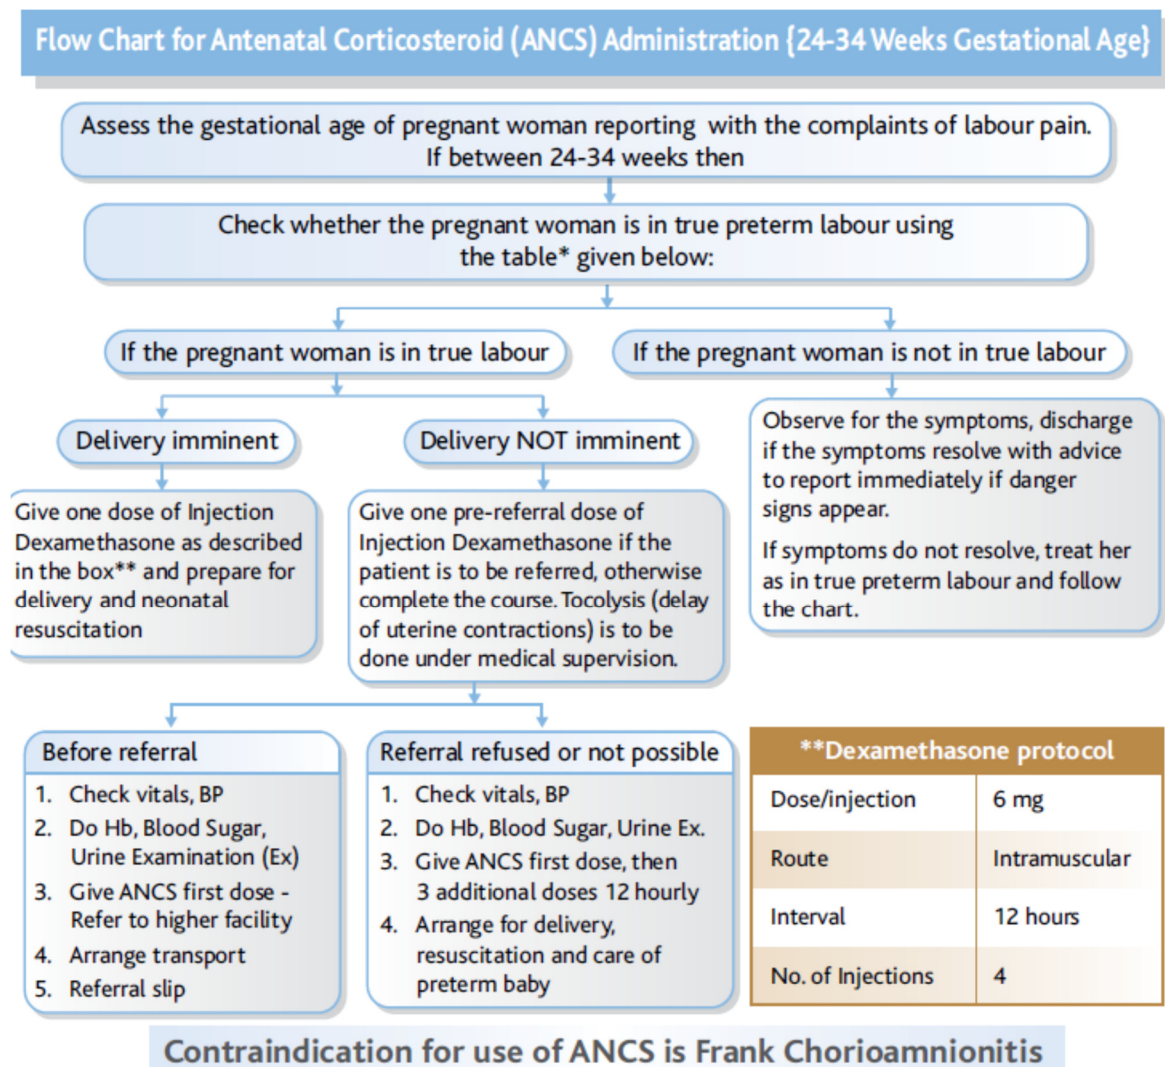 Flow Chart for Antenatal Corticosteroid (ANCS) Administration {24-34 Weeks Gestational Age}
Assess the gestational age of pregnant woman reporting with the complaints of labour pain.
If between 24-34 weeks then
Check whether the pregnant woman is in true preterm labour using
the table* given below:
If the pregnant woman is in true labour
If the pregnant woman is not in true labour
Delivery imminent
Delivery NOT imminent
Give one dose of Injection
Dexamethasone as described
in the box** and prepare for
delivery and neonatal
resuscitation
Give one pre-referral dose of
Injection Dexamethasone if the
patient is to be referred, otherwise
complete the course. Tocolysis (delay
of uterine contractions) is to be
done under medical supervision.
Observe for the symptoms, discharge
if the symptoms resolve with advice
to report immediately if danger
signs appear.
If symptoms do not resolve, treat her
as in true preterm labour and follow
the chart.
Before referral
1. Check vitals, BP
2. Do Hb, Blood Sugar,
Urine Examination (Ex)
3. Give ANCS first dose -
Refer to higher facility
4. Arrange transport
5. Referral slip
Referral refused or not possible
1. Check vitals, BP
2. Do Hb, Blood Sugar, Urine Ex.
3. Give ANCS first dose, then
3 additional doses 12 hourly
4. Arrange for delivery,
resuscitation and care of
preterm baby
**Dexamethasone protocol
Dose/injection 6 mg
Route Intramuscular
Interval 12 hours
No. of Injections 4
Contraindication for use of ANCS is Frank Chorioamnionitis